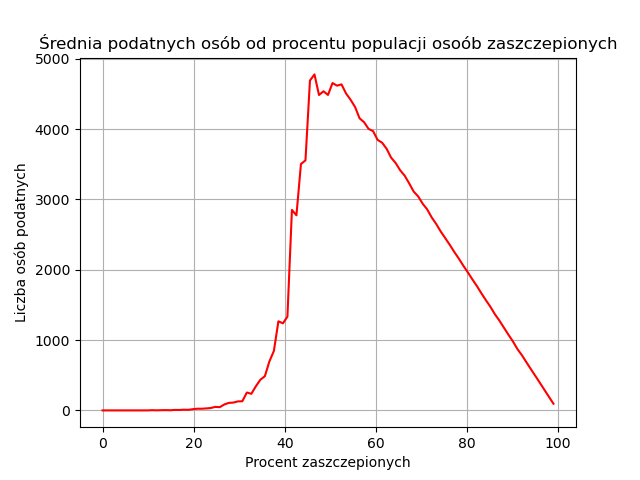 Średnia podatnych osób od procentu populacji osoób zaszczepionych
5000
4000
3000
2000
1000
0
Liczba osób podatnych
0 20 40 60 80 100
Procent zaszczepionych